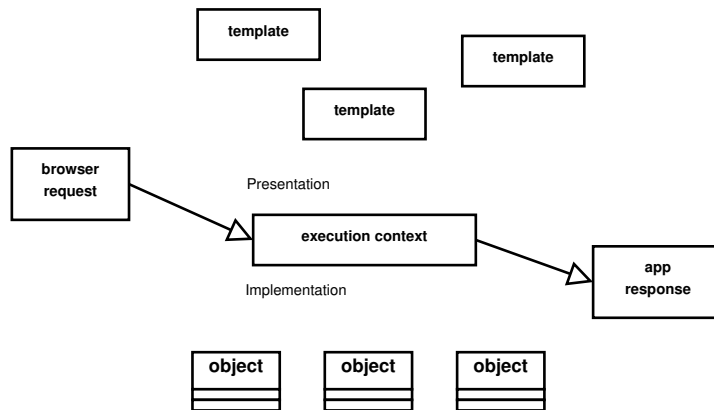 template
template
template
browser
request
Presentation
execution context
app
response
Implementation
object
object
object